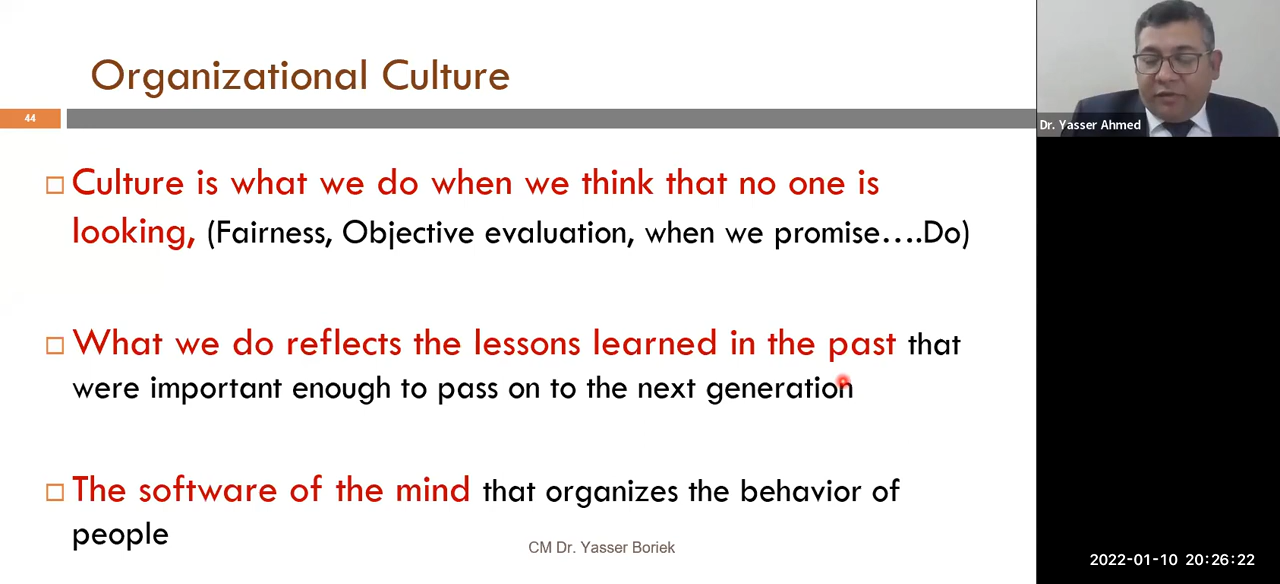 Organizational Culture
44
Culture is what we do when we think that no one is
looking, (Fairness, Objective evaluation, when we promise….Do)
What we do reflects the lessons learned in the past that
were important enough to pass on to the next generation
The software of the mind that organizes the behavior of
people
CM Dr. Yasser Boriek
Dr. Yasser Ahmed
2022-01-10 20:26:22